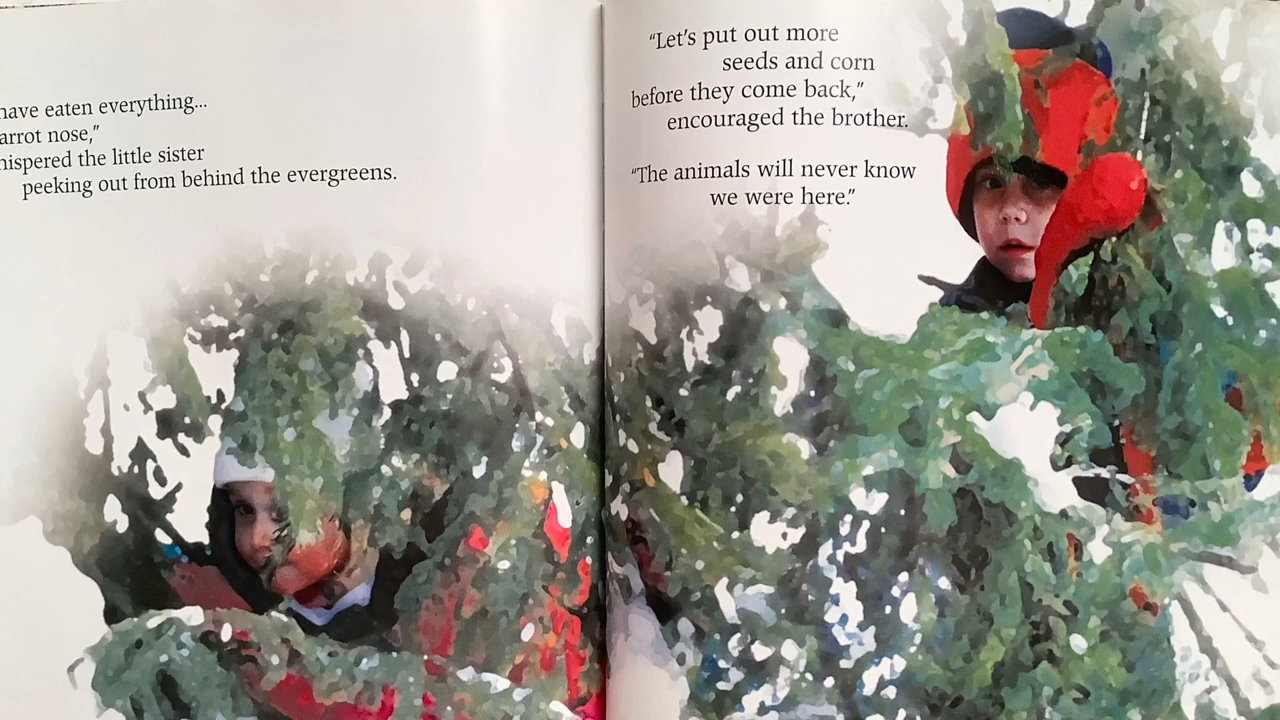 have eaten everything...
arrot nose,”
hispered the little sister
peeking out from behind the evergreens.
“Let’s put out more
seeds and corn
before they come back,”
encouraged the brother.
“The animals will never know
we were here.”